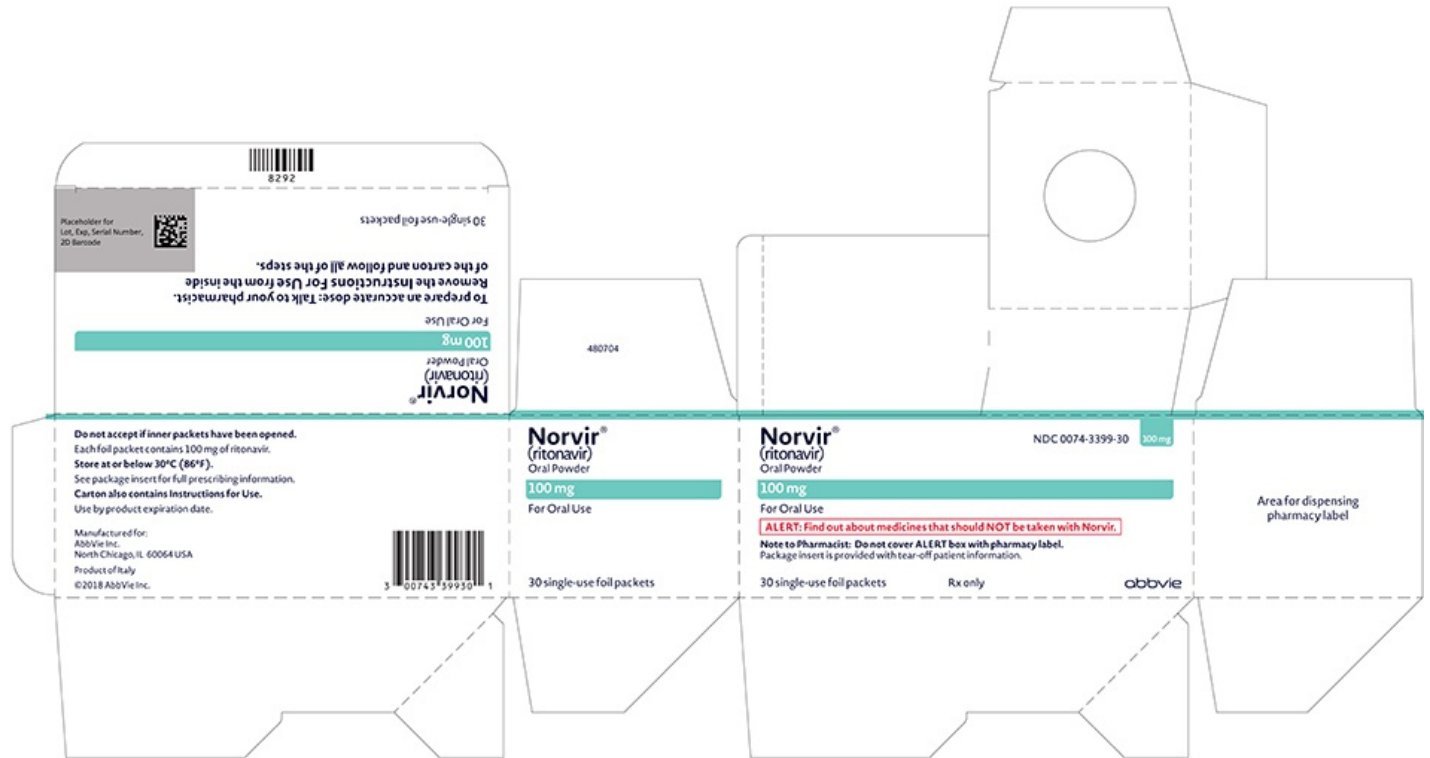 8292
Placeholder for
Lot, Exp, Serial Number,
2D Barcode
Norvir®
(ritonavir)
Oral Powder
100 mg
For Oral Use
To prepare an accurate dose: Talk to your pharmacist.
Remove the Instructions For Use from the inside
of the carton and follow all of the steps.
30 single-use foil packets
480704
Do not accept if inner packets have been opened.
Each foil packet contains 100 mg of ritonavir.
Store at or below 30°C (86°F).
See package insert for full prescribing information.
Carton also contains Instructions for Use.
Use by product expiration date.
Manufactured for:
AbbVie Inc.
North Chicago, IL 60064 USA
Product of Italy
©2018 AbbVie Inc.
3 00743 39930 1
Norvir®
(ritonavir)
Oral Powder
100 mg
For Oral Use
30 single-use foil packets
Norvir®
(ritonavir)
Oral Powder
NDC 0074-3399-30
100 mg
100 mg
For Oral Use
ALERT: Find out about medicines that should NOT be taken with Norvir.
Note to Pharmacist: Do not cover ALERT box with pharmacy label.
Package insert is provided with tear-off patient information.
30 single-use foil packets
Rx only
abbvie
Area for dispensing
pharmacy label